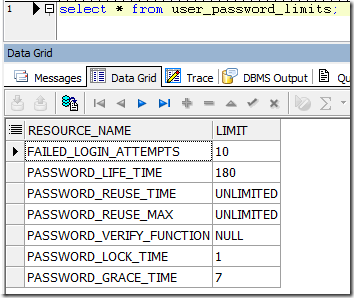 1 select * from user_password_limits;
Data Grid
Messages Data Grid Trace DBMS Output
RESOURCE_NAME LIMIT
FAILED_LOGIN_ATTEMPTS 10
PASSWORD_LIFE_TIME 180
PASSWORD_REUSE_TIME UNLIMITED
PASSWORD_REUSE_MAX UNLIMITED
PASSWORD_VERIFY_FUNCTION NULL
PASSWORD_LOCK_TIME 1
PASSWORD_GRACE_TIME 7